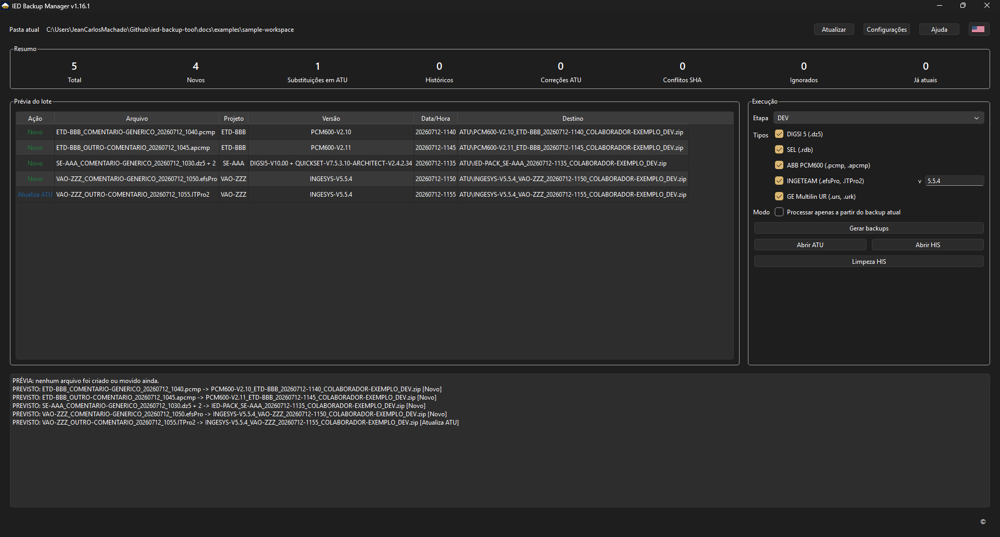 IED Backup Manager v1.16.1
Pasta atual C:\Users\JeanCarlosMachado\Github\ied-backup-tool\docs\examples\sample-workspace Atualizar Configurações Ajuda
Resumo
5 4 1 0 0 0 0 0
Total Novos Substituições em ATU Históricos Correções ATU Conflitos SHA Ignorados Já atuais
Prévia do lote
Ação Arquivo Projeto Versão Data/Hora Destino
Novo ETD-BBB_COMENTARIO-GENERICO_20260712_1040.pcmp ETD-BBB PCM600-V2.10 20260712-1140 ATU\PCM600-V2.10_ETD-BBB_20260712-1140_COLABORADOR-EXEMPLO_DEV.zip
Novo ETD-BBB_OUTRO-COMENTARIO_20260712_1045.apcmp ETD-BBB PCM600-V2.11 20260712-1145 ATU\PCM600-V2.11_ETD-BBB_20260712-1145_COLABORADOR-EXEMPLO_DEV.zip
Novo SE-AAA_COMENTARIO-GENERICO_20260712_1030.dz5 + 2 SE-AAA DIGSI5-V10.00 + QUICKSET-V7.5.3.10-ARCHITECT-V2.4.2.34 20260712-1135 ATU\IED-PACK_SE-AAA_20260712-1135_COLABORADOR-EXEMPLO_DEV.zip
Novo VAO-ZZZ_COMENTARIO-GENERICO_20260712_1050.efsPro VAO-ZZZ INGESYS-V5.5.4 20260712-1150 ATU\INGESYS-V5.5.4_VAO-ZZZ_20260712-1150_COLABORADOR-EXEMPLO_DEV.zip
Atualiza ATU VAO-ZZZ_OUTRO-COMENTARIO_20260712_1055.ITPro2 VAO-ZZZ INGESYS-V5.5.4 20260712-1155 ATU\INGESYS-V5.5.4_VAO-ZZZ_20260712-1155_COLABORADOR-EXEMPLO_DEV.zip
Execução
Etapa DEV
Tipos DIGSI 5 (.dz5)
SEL (.rdb)
ABB PCM600 (.pcmp, .apcmp)
INGETEAM (.efsPro, .ITPro2) v 5.5.4
GE Multilin UR (.urs, .urk)
Modo Processar apenas a partir do backup atual
Gerar backups
Abrir ATU Abrir HIS
Limpeza HIS
PRÉVIA: nenhum arquivo foi criado ou movido ainda.
PREVISTO: ETD-BBB_COMENTARIO-GENERICO_20260712_1040.pcmp -> PCM600-V2.10_ETD-BBB_20260712-1140_COLABORADOR-EXEMPLO_DEV.zip [Novo]
PREVISTO: ETD-BBB_OUTRO-COMENTARIO_20260712_1045.apcmp -> PCM600-V2.11_ETD-BBB_20260712-1145_COLABORADOR-EXEMPLO_DEV.zip [Novo]
PREVISTO: SE-AAA_COMENTARIO-GENERICO_20260712_1030.dz5 + 2 -> IED-PACK_SE-AAA_20260712-1135_COLABORADOR-EXEMPLO_DEV.zip [Novo]
PREVISTO: VAO-ZZZ_COMENTARIO-GENERICO_20260712_1050.efsPro -> INGESYS-V5.5.4_VAO-ZZZ_20260712-1150_COLABORADOR-EXEMPLO_DEV.zip [Novo]
PREVISTO: VAO-ZZZ_OUTRO-COMENTARIO_20260712_1055.ITPro2 -> INGESYS-V5.5.4_VAO-ZZZ_20260712-1155_COLABORADOR-EXEMPLO_DEV.zip [Atualiza ATU]
©